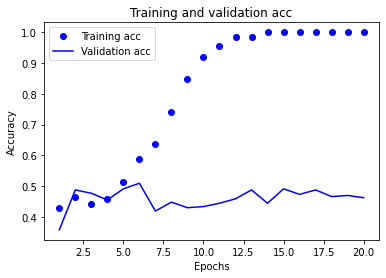 Training and validation acc
1.0
0.9
0.8
0.7
0.6
0.5
0.4
Accuracy
Training acc
Validation acc
2.5 5.0 7.5 10.0 12.5 15.0 17.5 20.0
Epochs